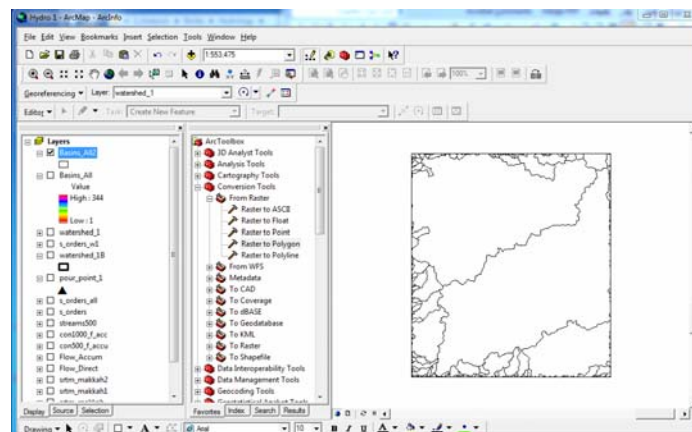 Hydro 1 - ArcMap - ArcInfo
File Edit View Bookmarks Insert Selection Tools Window Help
1:553,475
100%
Georeferencing Layer: watershed_1
Editor Task: Create New Feature Target:
Layers
Basins_All2
Basins_All
Value
High : 344
Low : 1
watershed_1
s_orders_w1
watershed_1B
pour_point_1
s_orders_all
s_orders
streams500
con1000_f_acc
con500_f_accu
Flow_Accum
Flow_Direct
srtm_makkah2
Display Source Selection
ArcToolbox
3D Analyst Tools
Analysis Tools
Cartography Tools
Conversion Tools
From Raster
Raster to ASCII
Raster to Float
Raster to Point
Raster to Polygon
Raster to Polyline
From WFS
Metadata
To CAD
To Coverage
To dBASE
To Geodatabase
To KML
To Raster
To Shapefile
Data Interoperability Tools
Data Management Tools
Geocoding Tools
Favorites Index Search Results
Drawing A Arial 10 B I U A